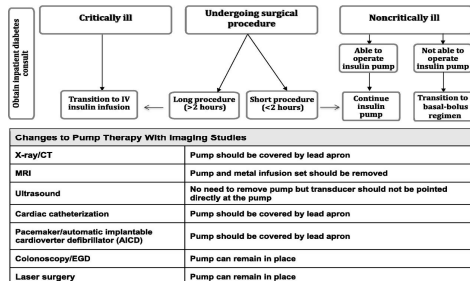 Obtain inpatient diabetes
consult
Critically ill
Undergoing surgical
procedure
Noncritically ill
Able to
operate
insulin pump
Not able to
operate
insulin pump
Transition to IV
insulin infusion
Long procedure
(>2 hours)
Short procedure
(<2 hours)
Continue
insulin
pump
Transition to
basal-bolus
regimen
Changes to Pump Therapy With Imaging Studies
X-ray/CT
Pump should be covered by lead apron
MRI
Pump and metal infusion set should be removed
Ultrasound
No need to remove pump but transducer should not be pointed
directly at the pump
Cardiac catheterization
Pump should be covered by lead apron
Pacemaker/automatic implantable
cardioverter defibrillator (AICD)
Pump should be covered by lead apron
Colonoscopy/EGD
Pump can remain in place
Laser surgery
Pump can remain in place